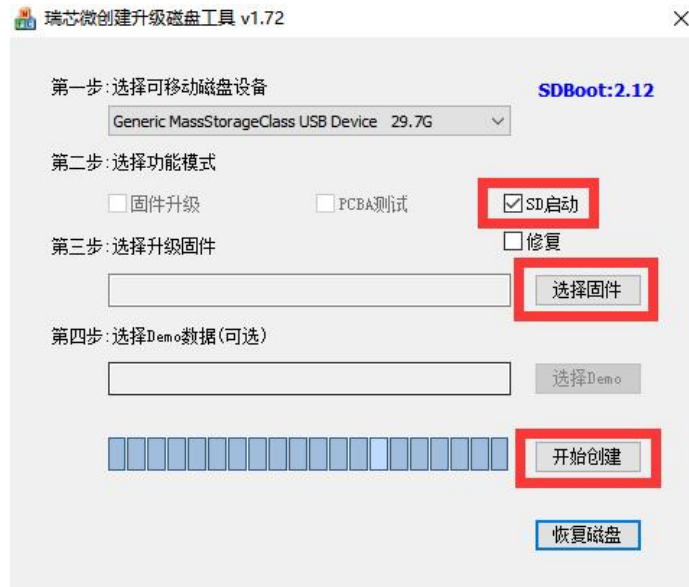 瑞芯微创建升级磁盘工具 v1.72
第一步:选择可移动磁盘设备
SDBoot:2.12
Generic MassStorageClass USB Device 29.7G
第二步:选择功能模式
固件升级
PCBA测试
SD启动
修复
第三步:选择升级固件
选择固件
第四步:选择Demo数据(可选)
选择Demo
开始创建
恢复磁盘